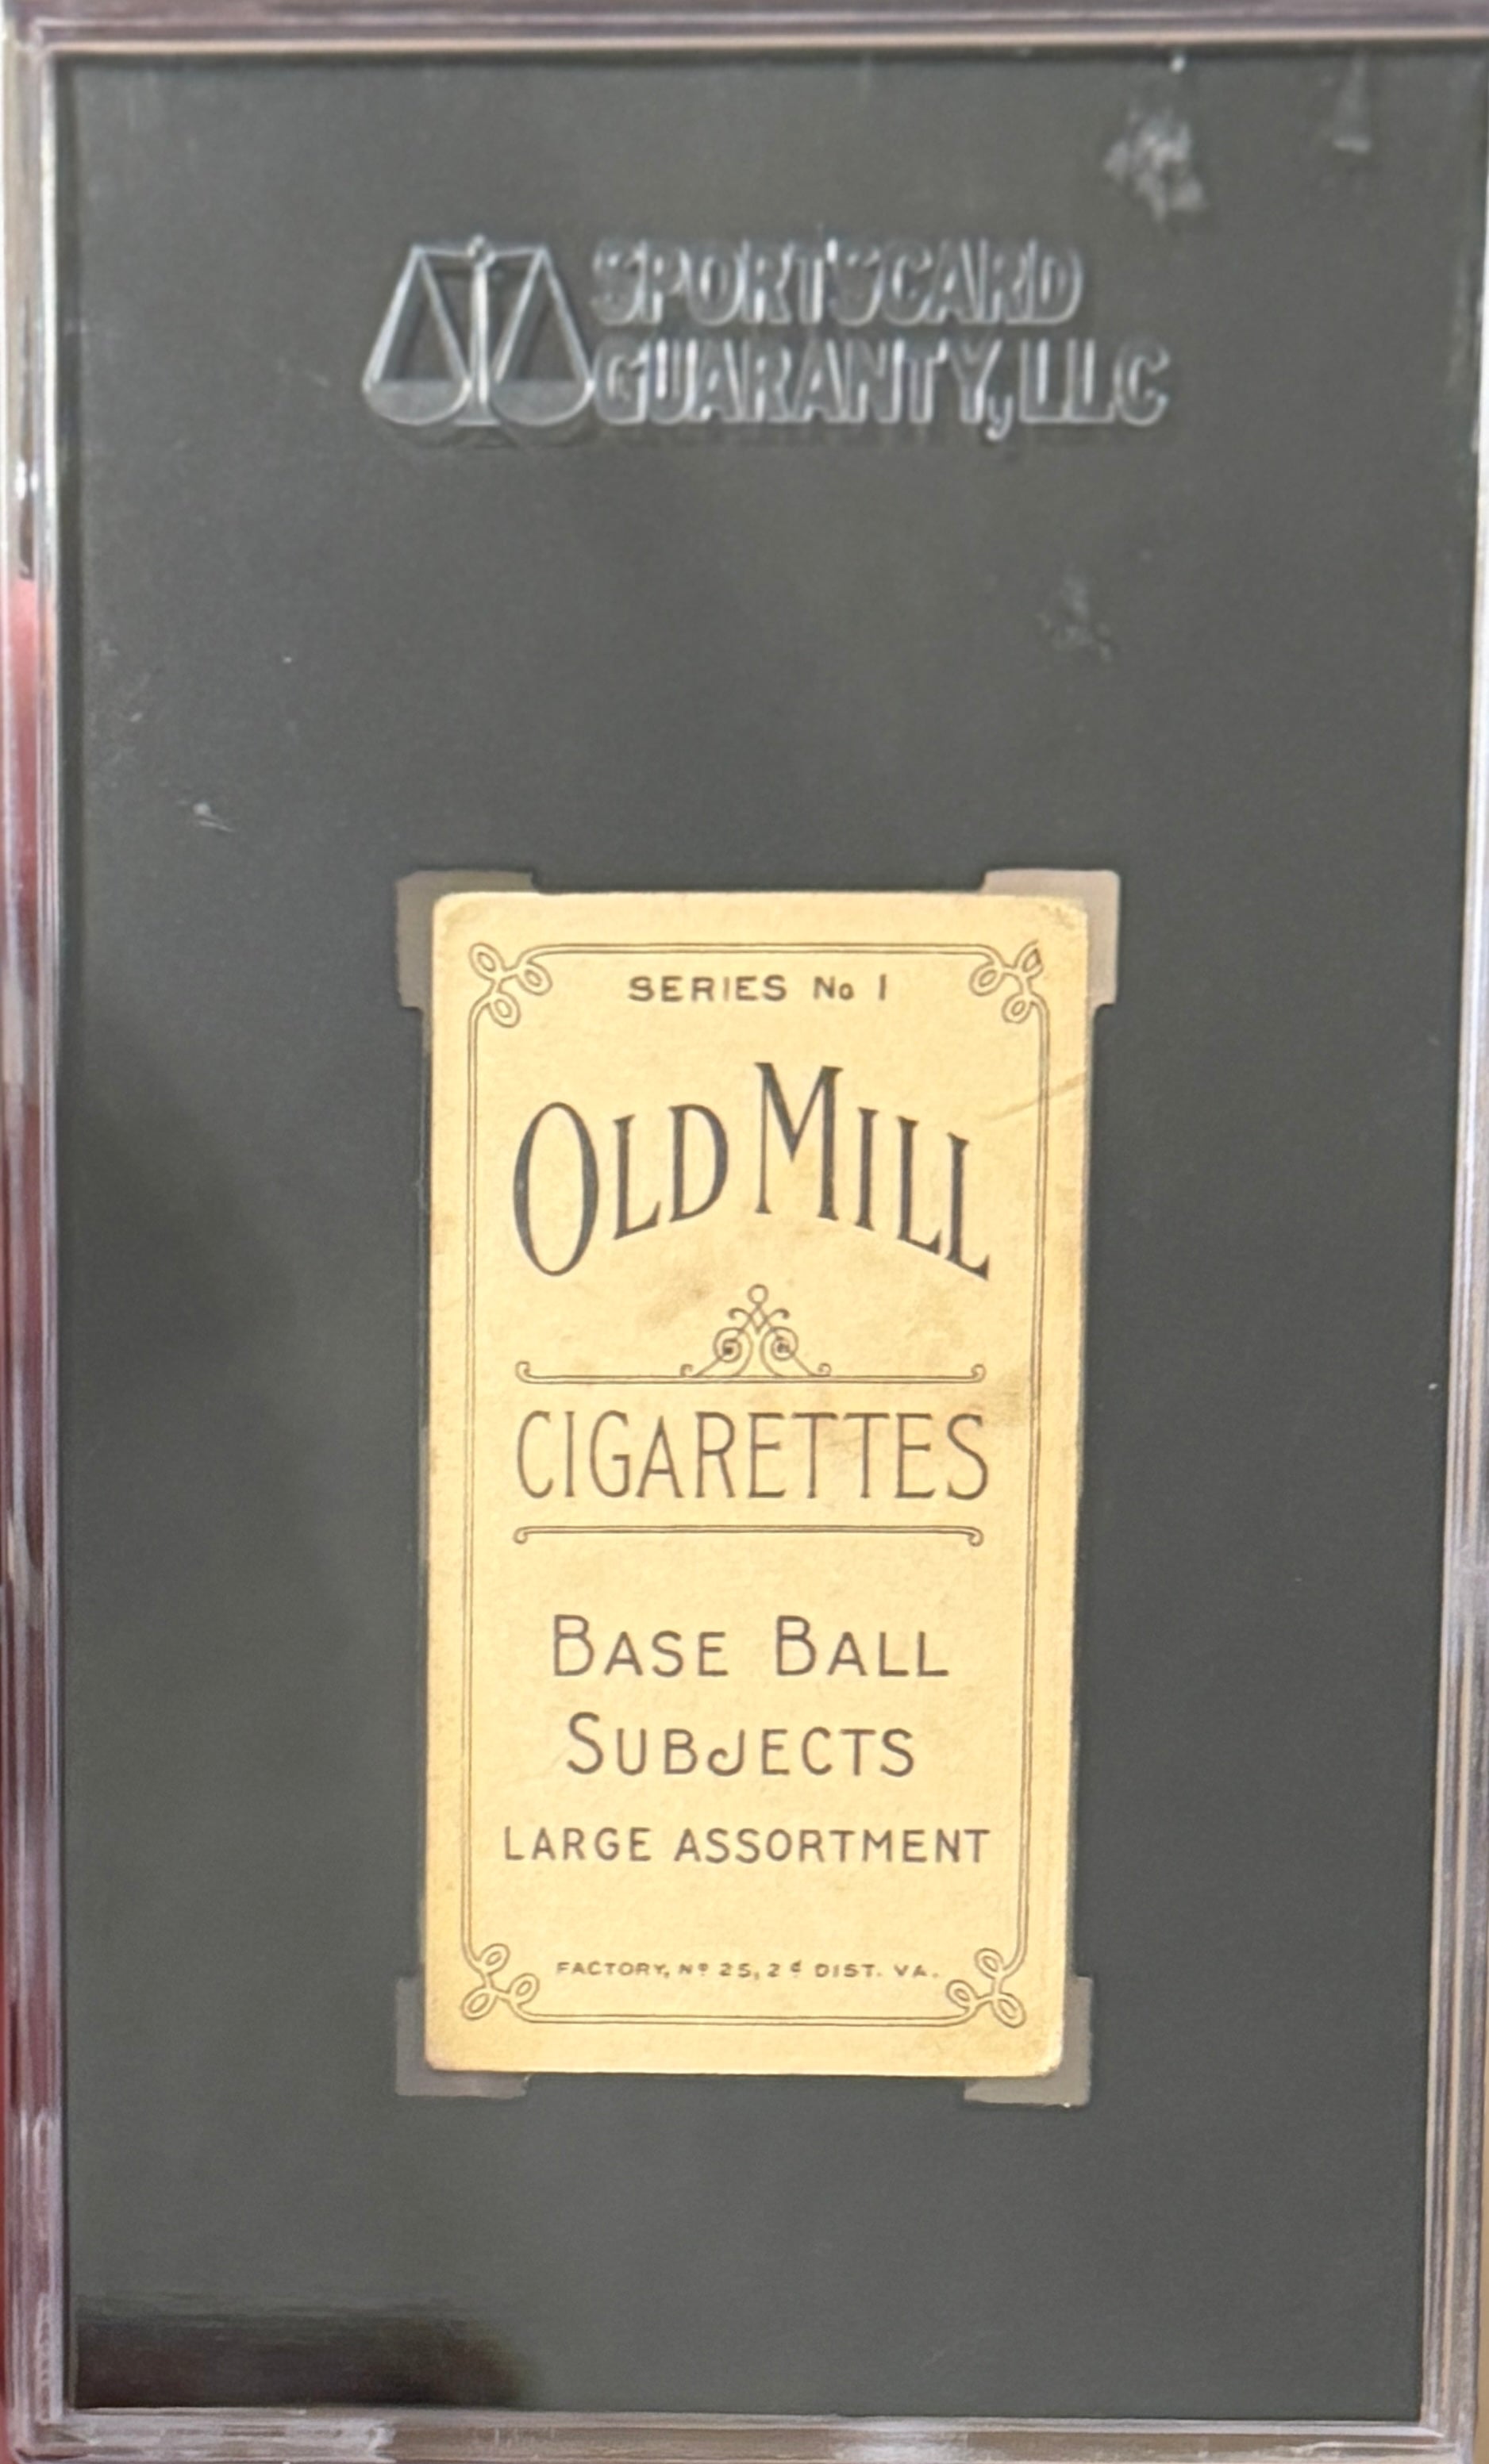 SPORTSCARD
GUARANTY, LLC
SERIES No 1
OLD MILL
CIGARETTES
BASE BALL
SUBJECTS
LARGE ASSORTMENT
FACTORY, Nº 25, 2ᵈ DIST. VA.